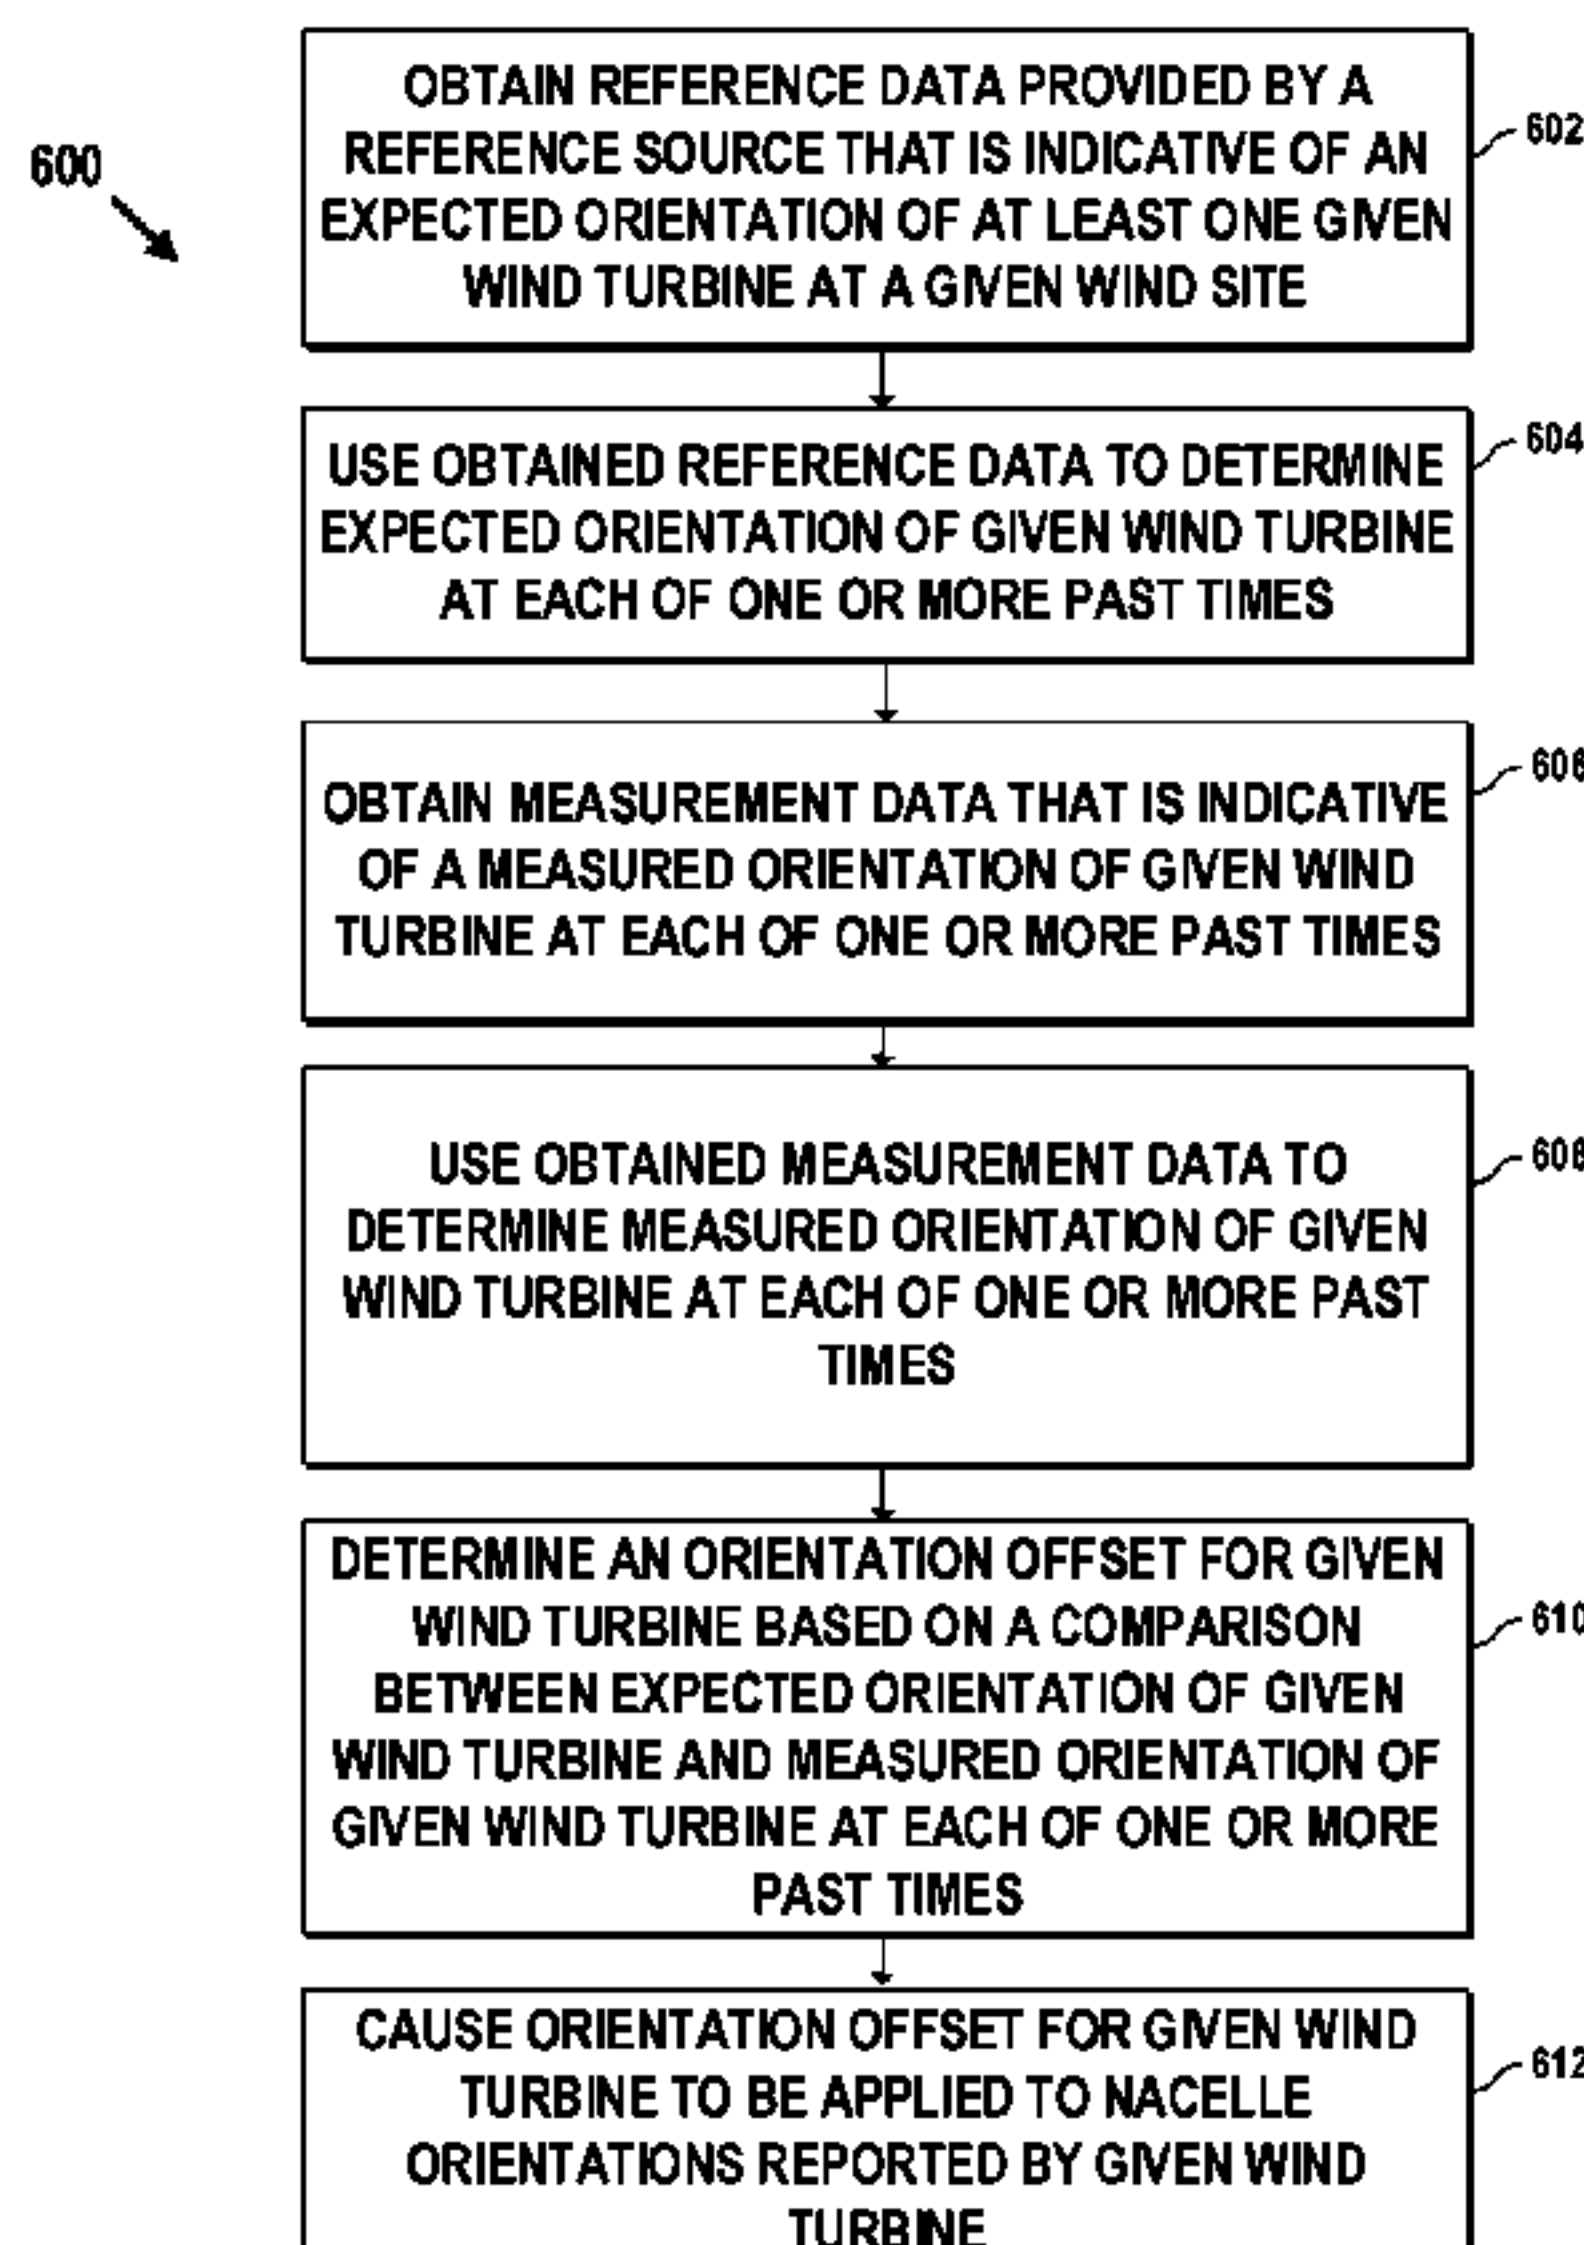 600
OBTAIN REFERENCE DATA PROVIDED BY A
REFERENCE SOURCE THAT IS INDICATIVE OF AN
EXPECTED ORIENTATION OF AT LEAST ONE GIVEN
WIND TURBINE AT A GIVEN WIND SITE
602
USE OBTAINED REFERENCE DATA TO DETERMINE
EXPECTED ORIENTATION OF GIVEN WIND TURBINE
AT EACH OF ONE OR MORE PAST TIMES
604
OBTAIN MEASUREMENT DATA THAT IS INDICATIVE
OF A MEASURED ORIENTATION OF GIVEN WIND
TURBINE AT EACH OF ONE OR MORE PAST TIMES
606
USE OBTAINED MEASUREMENT DATA TO
DETERMINE MEASURED ORIENTATION OF GIVEN
WIND TURBINE AT EACH OF ONE OR MORE PAST
TIMES
608
DETERMINE AN ORIENTATION OFFSET FOR GIVEN
WIND TURBINE BASED ON A COMPARISON
BETWEEN EXPECTED ORIENTATION OF GIVEN
WIND TURBINE AND MEASURED ORIENTATION OF
GIVEN WIND TURBINE AT EACH OF ONE OR MORE
PAST TIMES
610
CAUSE ORIENTATION OFFSET FOR GIVEN WIND
TURBINE TO BE APPLIED TO NACELLE
ORIENTATIONS REPORTED BY GIVEN WIND
TURBINE
612